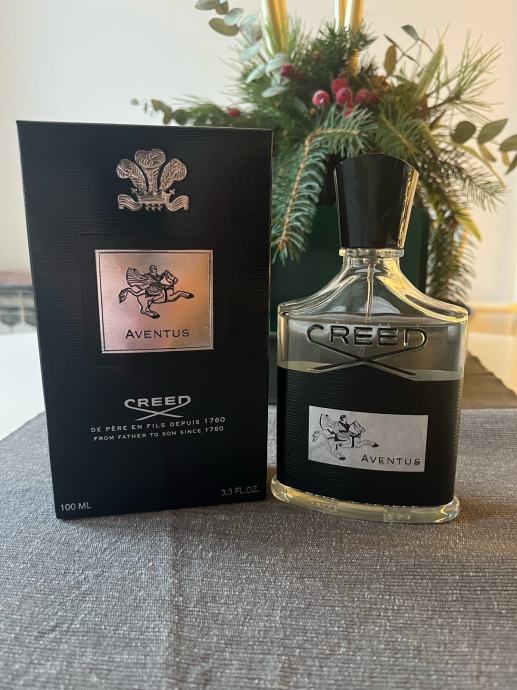 AVENTUS
CREED
DE PÈRE EN FILS DEPUIS 1760
FROM FATHER TO SON SINCE 1760
100 ML
3.3 FL.OZ.
CREED
AVENTUS